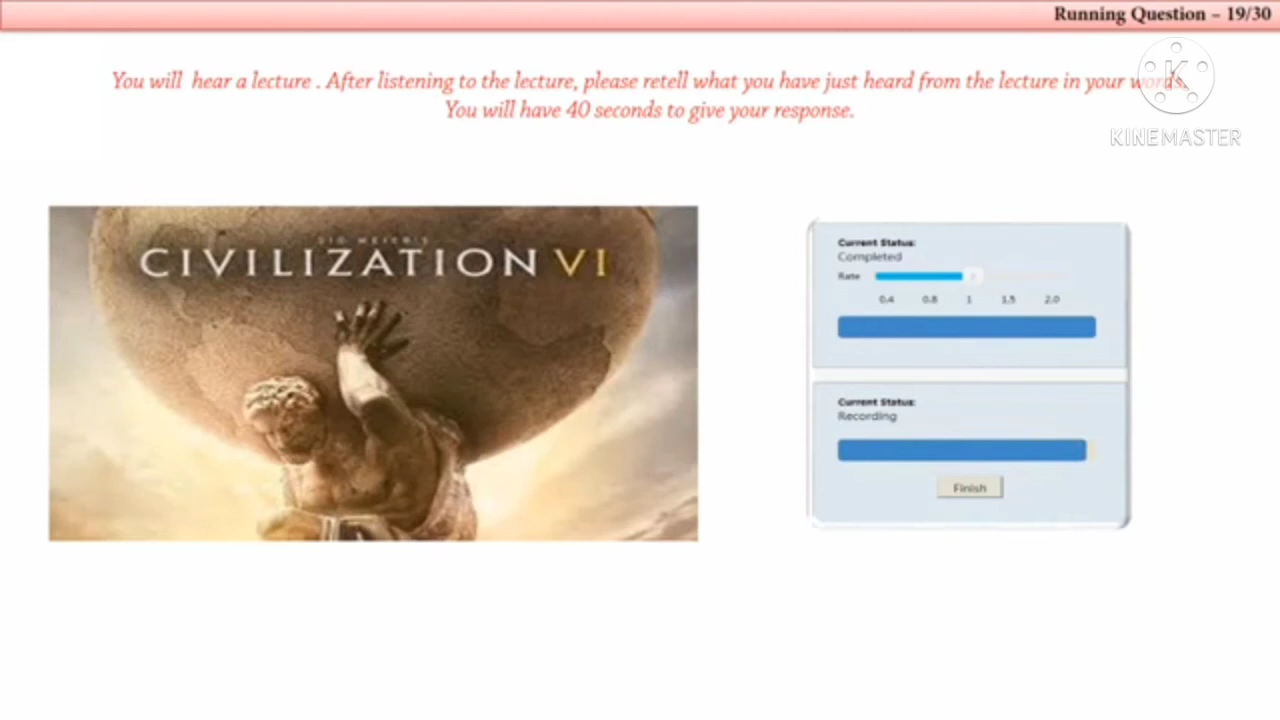 Running Question – 19/30
You will hear a lecture . After listening to the lecture, please retell what you have just heard from the lecture in your words.
You will have 40 seconds to give your response.
K
KINEMASTER
SID MEIER'S
CIVILIZATION VI
Current Status:
Completed
Rate
0.4 0.8 1 1.5 2.0
Current Status:
Recording
Finish